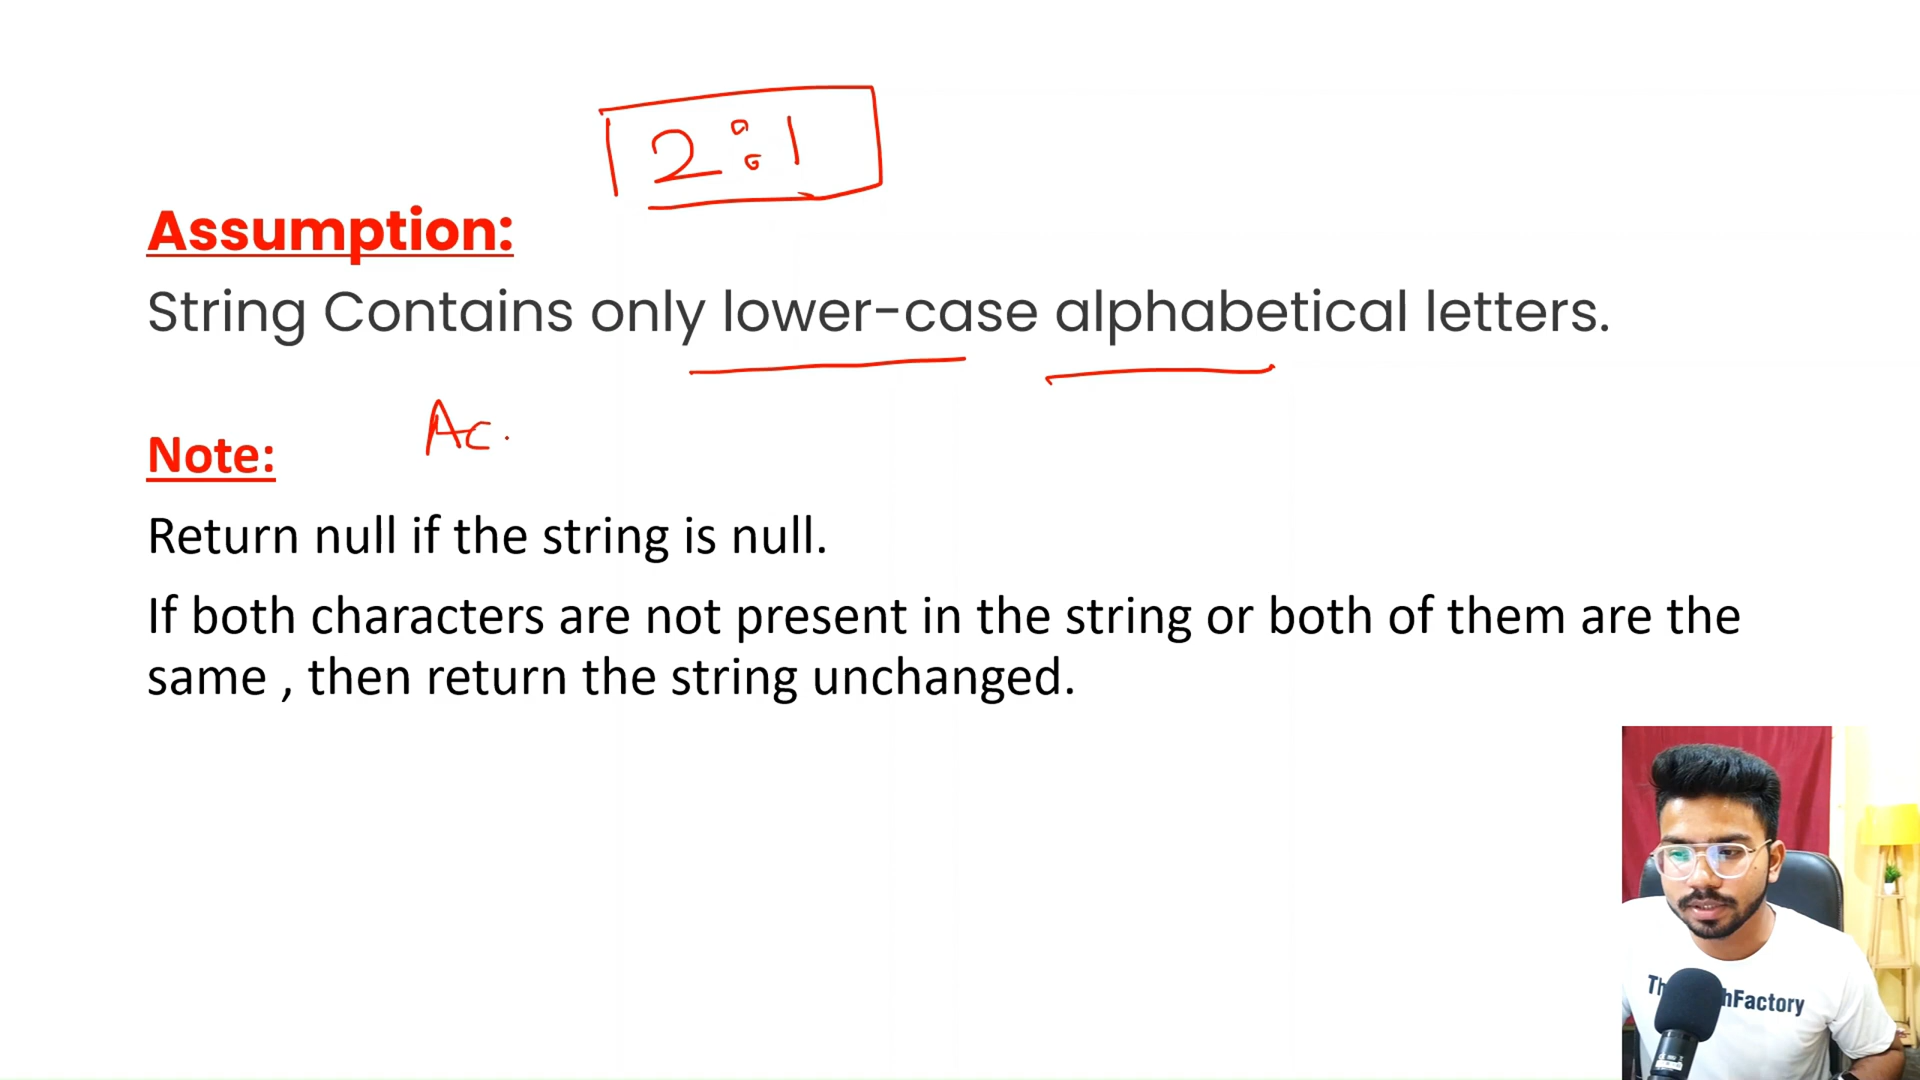 2:1
Assumption:
String Contains only lower-case alphabetical letters.
Ac.
Note:
Return null if the string is null.
If both characters are not present in the string or both of them are the
same , then return the string unchanged.
hFactory